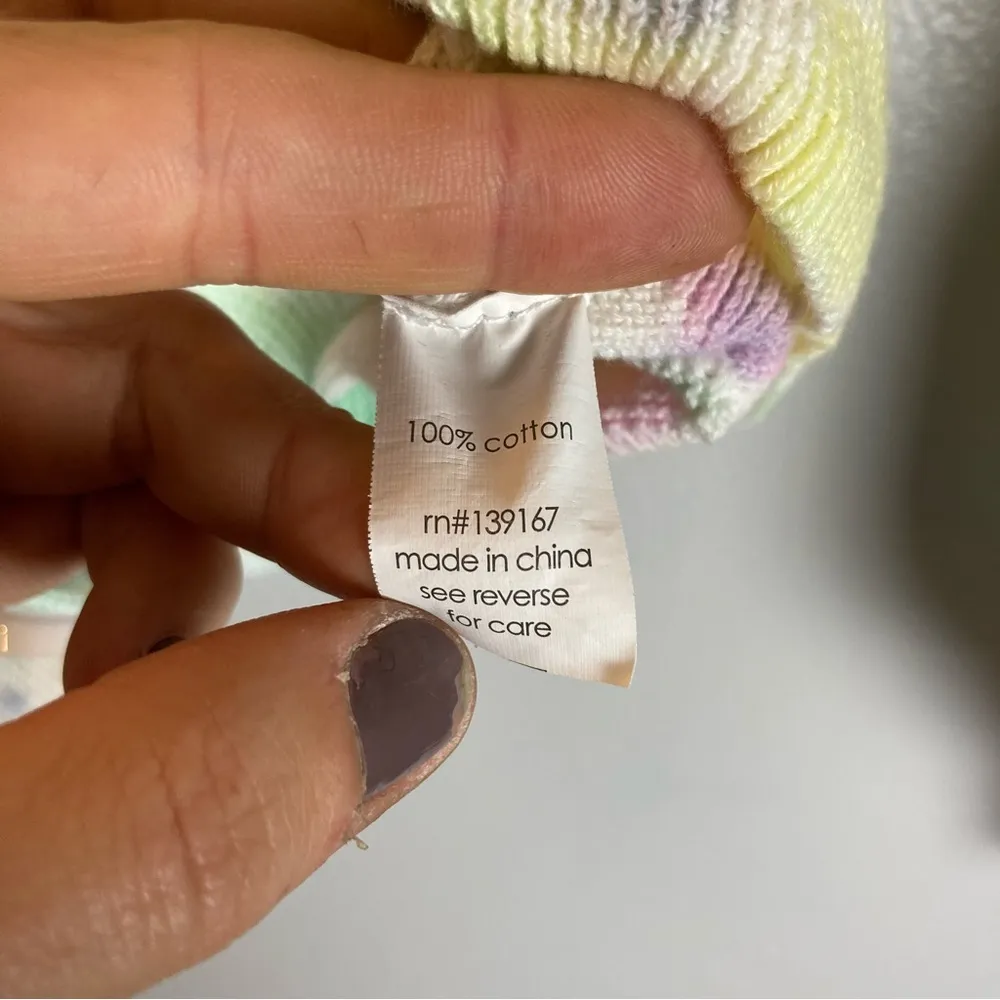 100% cotton
rn#139167
made in china
see reverse
for care